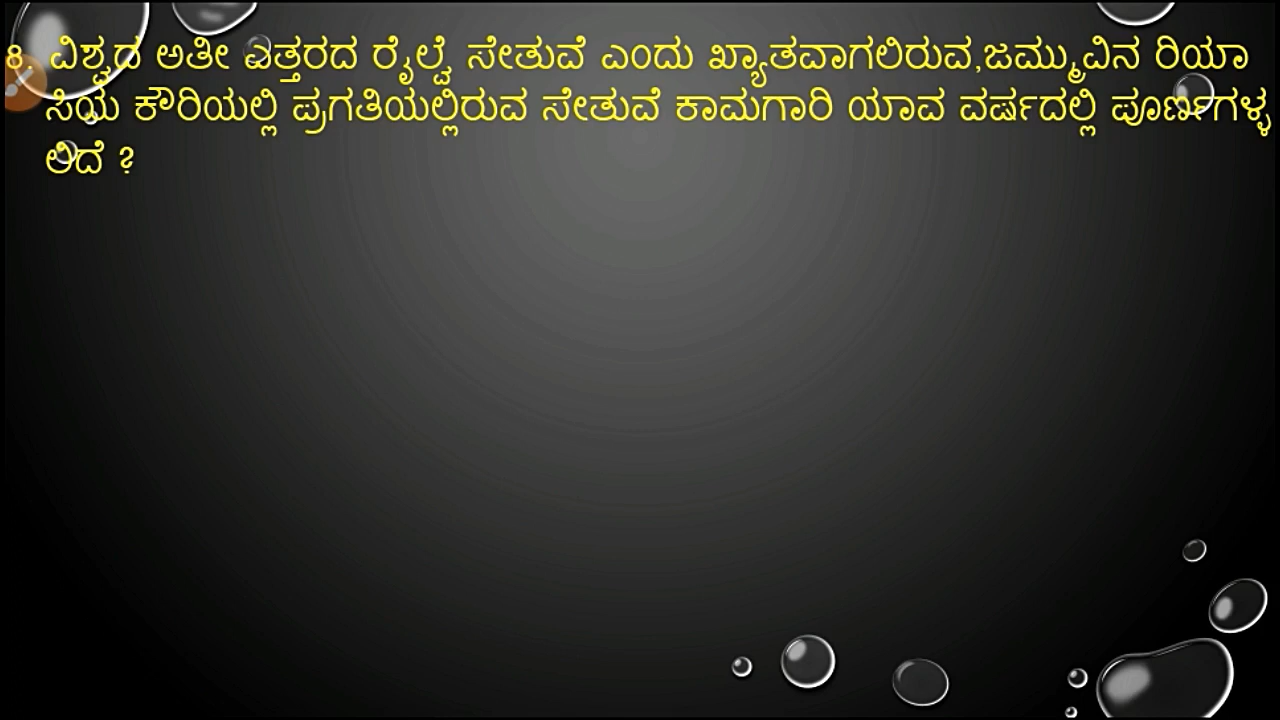 8. ವಿಶ್ವದ ಅತೀ ಎತ್ತರದ ರೈಲ್ವೆ ಸೇತುವೆ ಎಂದು ಖ್ಯಾತವಾಗಲಿರುವ,ಜಮ್ಮುವಿನ ರಿಯಾ
ಸಿಯ ಕೌರಿಯಲ್ಲಿ ಪ್ರಗತಿಯಲ್ಲಿರುವ ಸೇತುವೆ ಕಾಮಗಾರಿ ಯಾವ ವರ್ಷದಲ್ಲಿ ಪೂರ್ಣಗಳ್ಳ
ಲಿದೆ ?